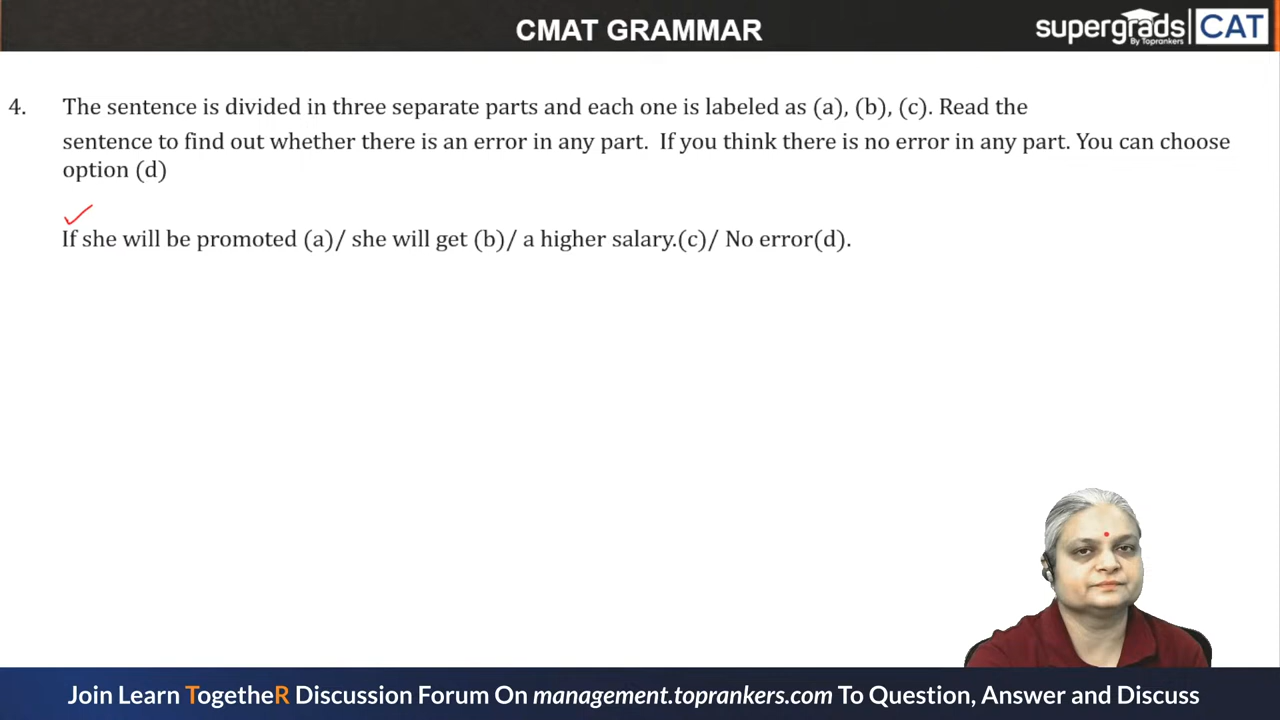 CMAT GRAMMAR
supergrads
By Toprankers
CAT
4. The sentence is divided in three separate parts and each one is labeled as (a), (b), (c). Read the
sentence to find out whether there is an error in any part. If you think there is no error in any part. You can choose
option (d)
If she will be promoted (a)/ she will get (b)/ a higher salary.(c)/ No error(d).
Join Learn TogetheR Discussion Forum On management.toprankers.com To Question, Answer and Discuss